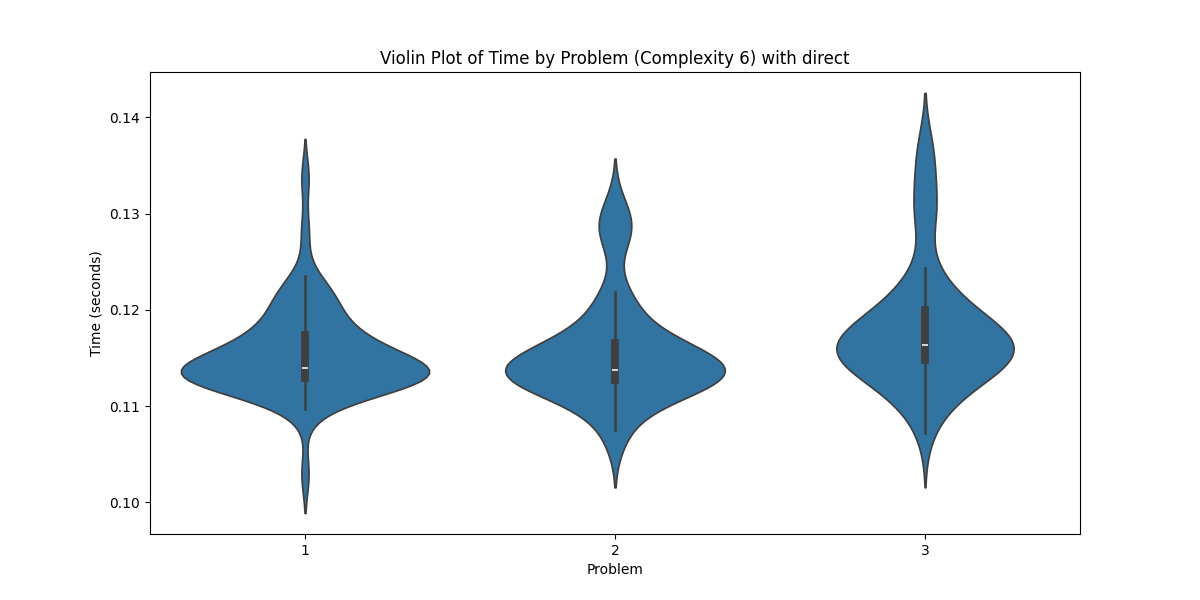 Violin Plot of Time by Problem (Complexity 6) with direct
0.14
0.13
0.12
0.11
0.10
Time (seconds)
1 2 3
Problem